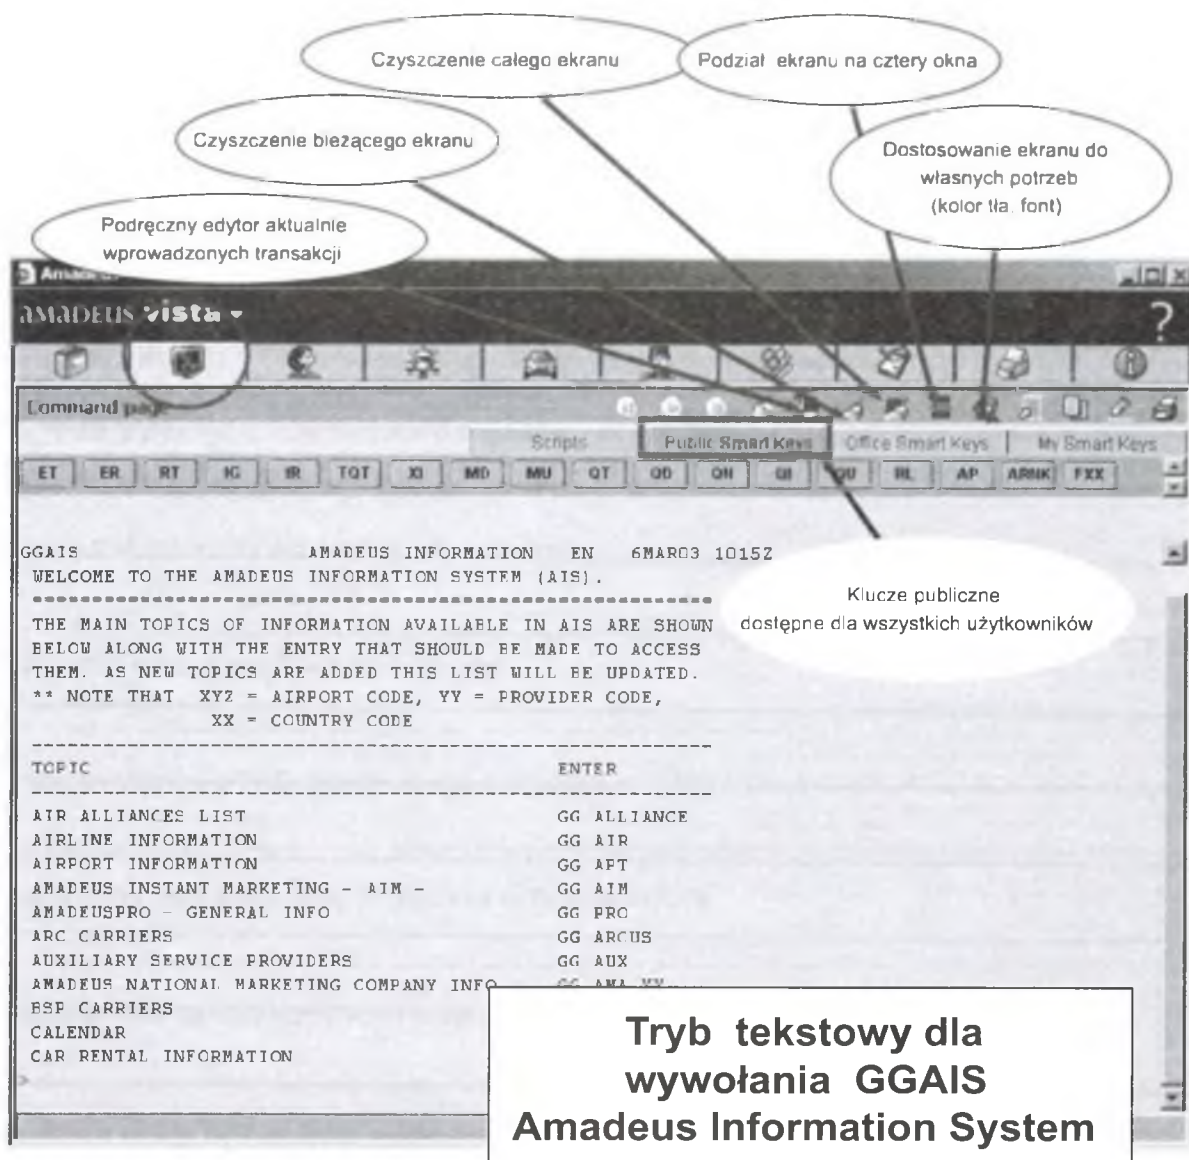 Czyszczenie całego ekranu
Podział ekranu na cztery okna
Czyszczenie bieżącego ekranu
Dostosowanie ekranu do
własnych potrzeb
(kolor tła, font)
Podręczny edytor aktualnie
wprowadzonych transakcji
AMADEUS vista
?
Command page
Scripts
Public Smart Keys
Office Smart Keys
My Smart Keys
ET ER RT IG IR TQT XI MD MU QT QD QN QI QU RL AP ARNK FXX
GGAIS AMADEUS INFORMATION EN 6MAR03 1015Z
WELCOME TO THE AMADEUS INFORMATION SYSTEM (AIS).
Klucze publiczne
dostępne dla wszystkich użytkowników
THE MAIN TOPICS OF INFORMATION AVAILABLE IN AIS ARE SHOWN
BELOW ALONG WITH THE ENTRY THAT SHOULD BE MADE TO ACCESS
THEM. AS NEW TOPICS ARE ADDED THIS LIST WILL BE UPDATED.
** NOTE THAT XYZ = AIRPORT CODE, YY = PROVIDER CODE,
XX = COUNTRY CODE
TOPIC ENTER
AIR ALLIANCES LIST GG ALLIANCE
AIRLINE INFORMATION GG AIR
AIRPORT INFORMATION GG APT
AMADEUS INSTANT MARKETING - AIM - GG AIM
AMADEUSPRO - GENERAL INFO GG PRO
ARC CARRIERS GG ARCUS
AUXILIARY SERVICE PROVIDERS GG AUX
AMADEUS NATIONAL MARKETING COMPANY INFO GG AMA XX
BSP CARRIERS
CALENDAR
CAR RENTAL INFORMATION
>
Tryb tekstowy dla
wywołania GGAIS
Amadeus Information System